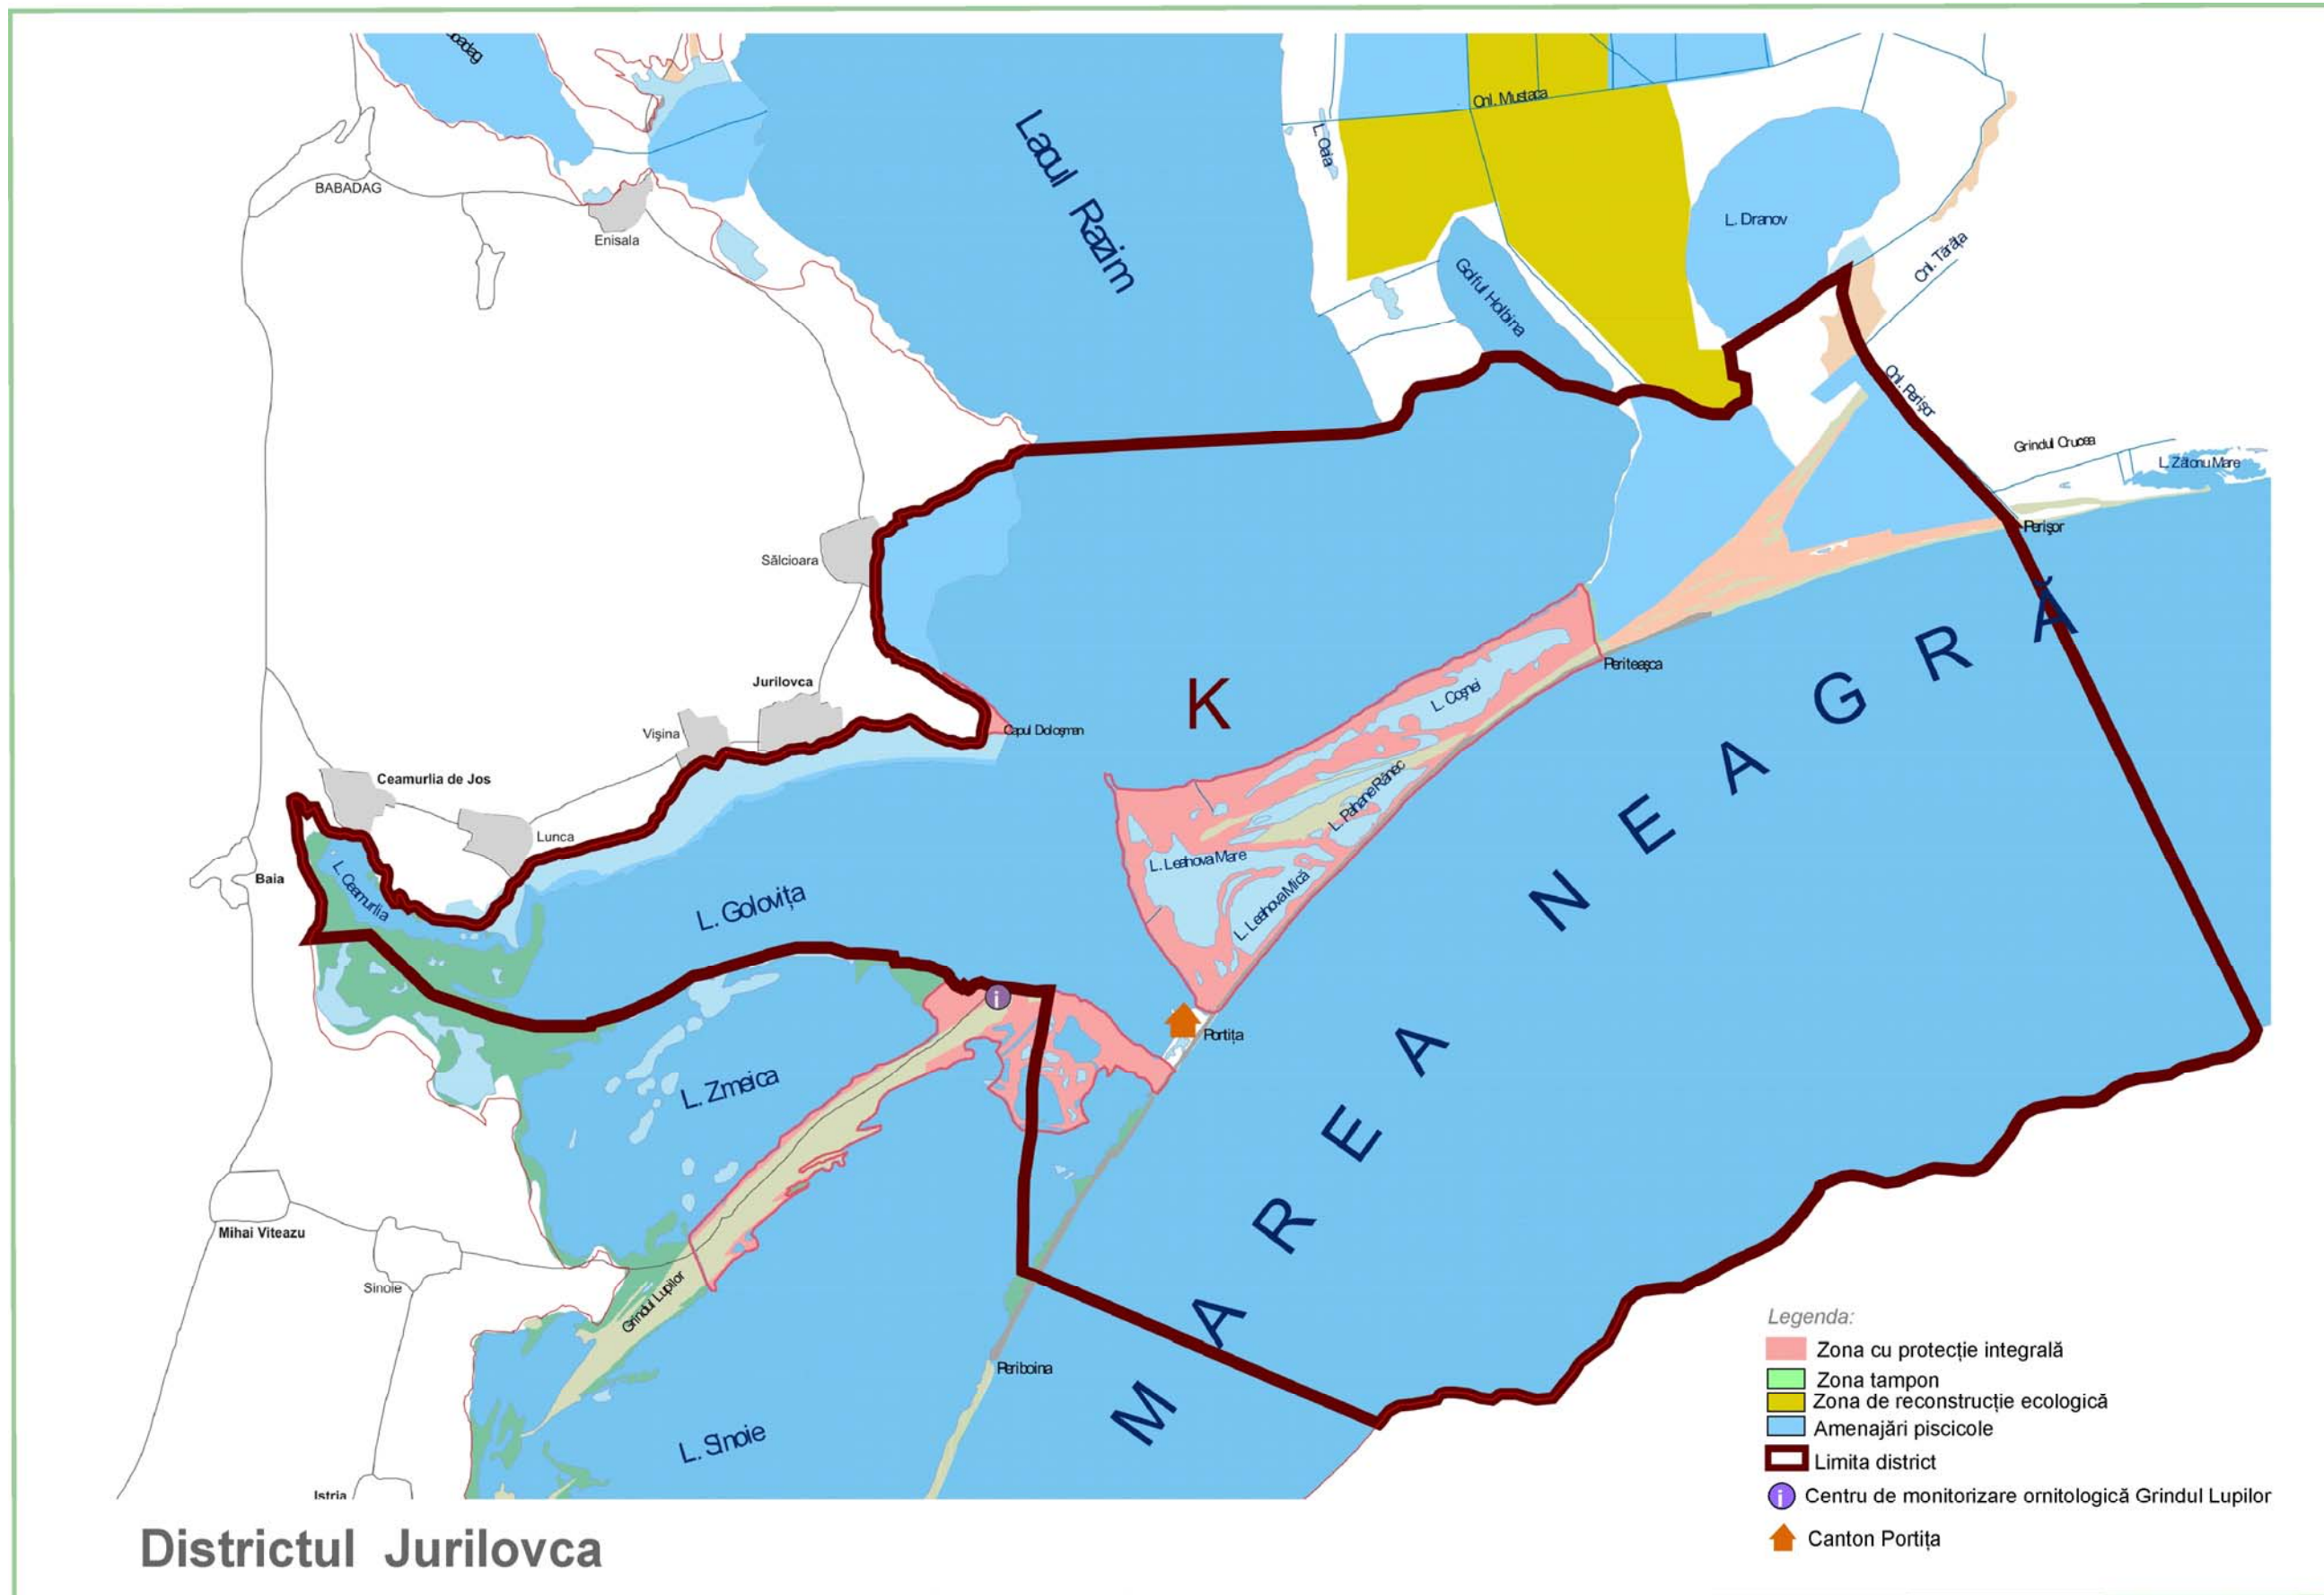 Lacul Razim
Cnl. Mustaca
L. Oaia
BABADAG
L. Dranov
Enisala
Cnl. Tărâța
Golful Holbina
Cnl. Perișor
Grindul Crucea
L. Zătonu Mare
Perișor
Sălcioara
Periteașca
Jurilovca
L. Coșnei
K
Capul Doloșman
Vișina
Ceamurlia de Jos
L. Pahane Rânec
Lunca
L. Leahova Mare
Baia
L. Ceamurlia
L. Golovița
L. Leahova Mică
Portița
L. Zmeica
MAREA NEAGRĂ
Mihai Viteazu
Sinoie
Grindul Lupilor
Periboina
L. Sinoie
Istria
Legenda:
Zona cu protecție integrală
Zona tampon
Zona de reconstrucție ecologică
Amenajări piscicole
Limita district
i Centru de monitorizare ornitologică Grindul Lupilor
Canton Portița
Districtul Jurilovca